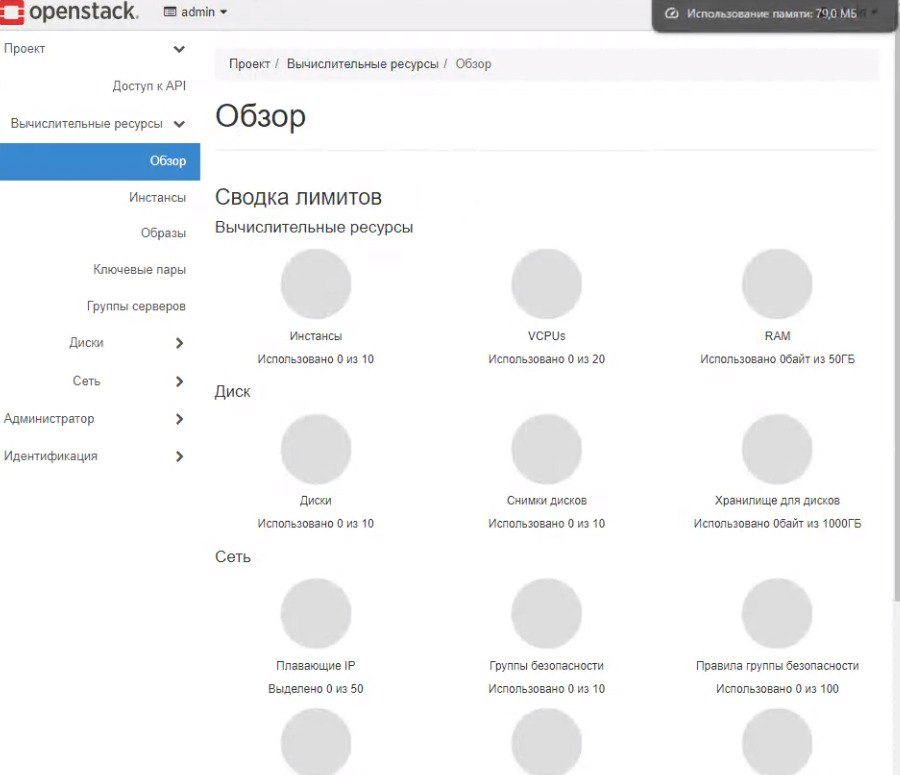 openstack. admin
Использование памяти: 79,0 МБ
Проект
Доступ к API
Вычислительные ресурсы
Обзор
Инстансы
Образы
Ключевые пары
Группы серверов
Диски
Сеть
Администратор
Идентификация
Проект / Вычислительные ресурсы / Обзор
Обзор
Сводка лимитов
Вычислительные ресурсы
Инстансы VCPUs RAM
Использовано 0 из 10 Использовано 0 из 20 Использовано 0байт из 50ГБ
Диск
Диски Снимки дисков Хранилище для дисков
Использовано 0 из 10 Использовано 0 из 10 Использовано 0байт из 1000ГБ
Сеть
Плавающие IP Группы безопасности Правила группы безопасности
Выделено 0 из 50 Использовано 0 из 10 Использовано 0 из 100